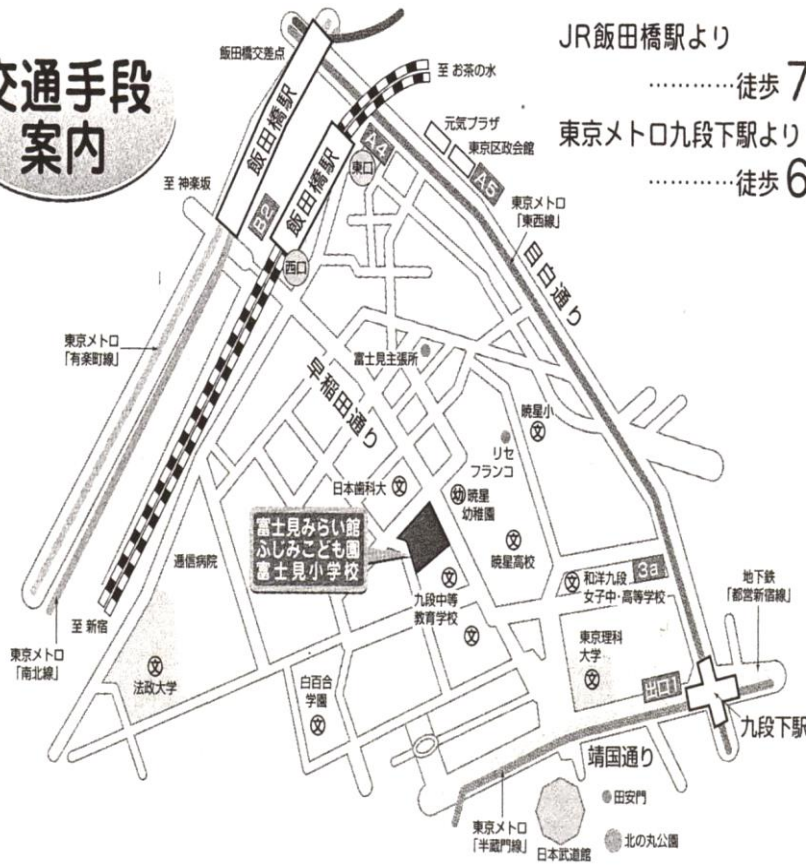 交通手段
案内
JR飯田橋駅より
…………徒歩7
東京メトロ九段下駅より
…………徒歩6
飯田橋交差点
至 お茶の水
飯田橋駅
飯田橋駅
元気プラザ
東京区政会館
A4
東口
A5
至 神楽坂
B2
東京メトロ
「東西線」
目白通り
西口
東京メトロ
「有楽町線」
富士見出張所
早稲田通り
暁星小
文
リセ
フランコ
日本歯科大
文
幼
暁星
幼稚園
富士見みらい館
ふじみこども園
富士見小学校
文
暁星高校
逓信病院
文
九段中等
教育学校
文
文
和洋九段
女子中・高等学校
3a
地下鉄
「都営新宿線」
至 新宿
東京メトロ
「南北線」
文
法政大学
白百合
学園
文
東京理科
大学
文
九段下駅
靖国通り
田安門
東京メトロ
「半蔵門線」
日本武道館
北の丸公園